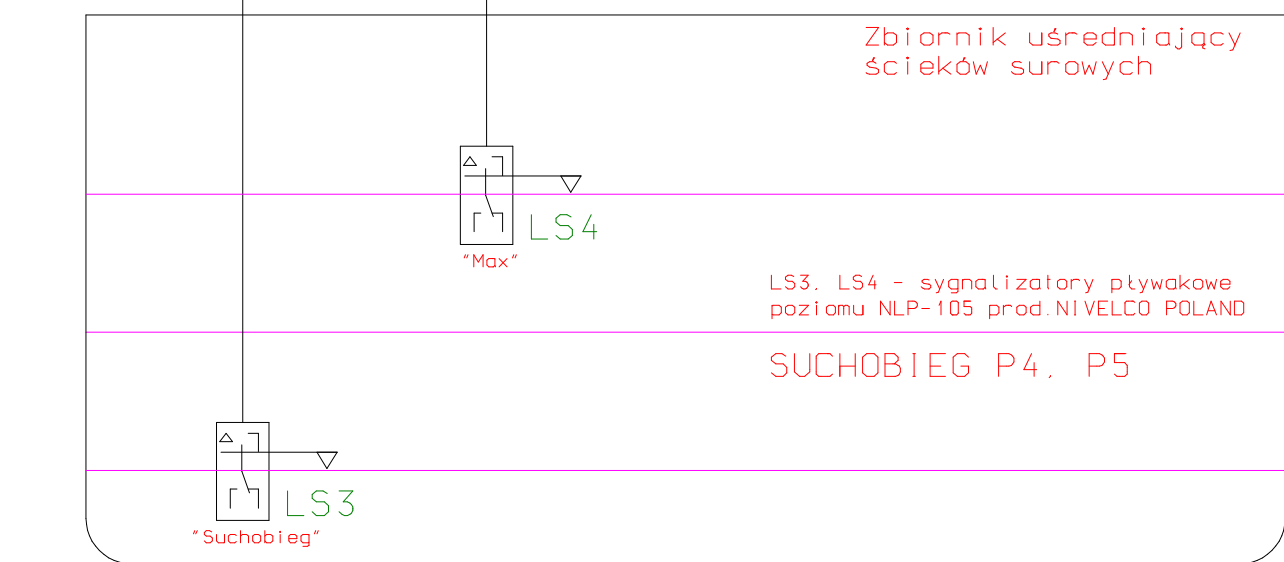 Zbiornik uśredniający
ścieków surowych
LS4
"Max"
LS3, LS4 - sygnalizatory pływakowe
poziomu NLP-105 prod.NIVELCO POLAND
SUCHOBIEG P4, P5
LS3
"Suchobieg"